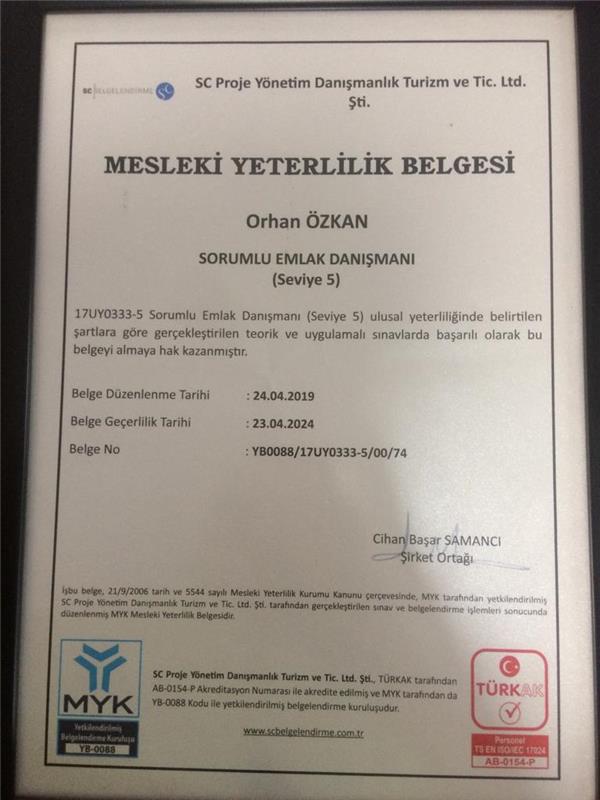 SC BELGELENDİRME
SC Proje Yönetim Danışmanlık Turizm ve Tic. Ltd.
Şti.
MESLEKİ YETERLİLİK BELGESİ
Orhan ÖZKAN
SORUMLU EMLAK DANIŞMANI
(Seviye 5)
17UY0333-5 Sorumlu Emlak Danışmanı (Seviye 5) ulusal yeterliliğinde belirtilen
şartlara göre gerçekleştirilen teorik ve uygulamalı sınavlarda başarılı olarak bu
belgeyi almaya hak kazanmıştır.
Belge Düzenlenme Tarihi : 24.04.2019
Belge Geçerlilik Tarihi : 23.04.2024
Belge No : YB0088/17UY0333-5/00/74
Cihan Başar SAMANCI
Şirket Ortağı
İşbu belge, 21/9/2006 tarih ve 5544 sayılı Mesleki Yeterlilik Kurumu Kanunu çerçevesinde, MYK tarafından yetkilendirilmiş
SC Proje Yönetim Danışmanlık Turizm ve Tic. Ltd. Şti. tarafından gerçekleştirilen sınav ve belgelendirme işlemleri sonucunda
düzenlenmiş MYK Mesleki Yeterlilik Belgesidir.
MYK
Yetkilendirilmiş
Belgelendirme Kuruluşu
YB-0088
SC Proje Yönetim Danışmanlık Turizm ve Tic. Ltd. Şti., TÜRKAK tarafından
AB-0154-P Akreditasyon Numarası ile akredite edilmiş ve MYK tarafından da
YB-0088 Kodu ile yetkilendirilmiş belgelendirme kuruluşudur.
www.scbelgelendirme.com.tr
TÜRKAK
Personel
TS EN ISO/IEC 17024
AB-0154-P